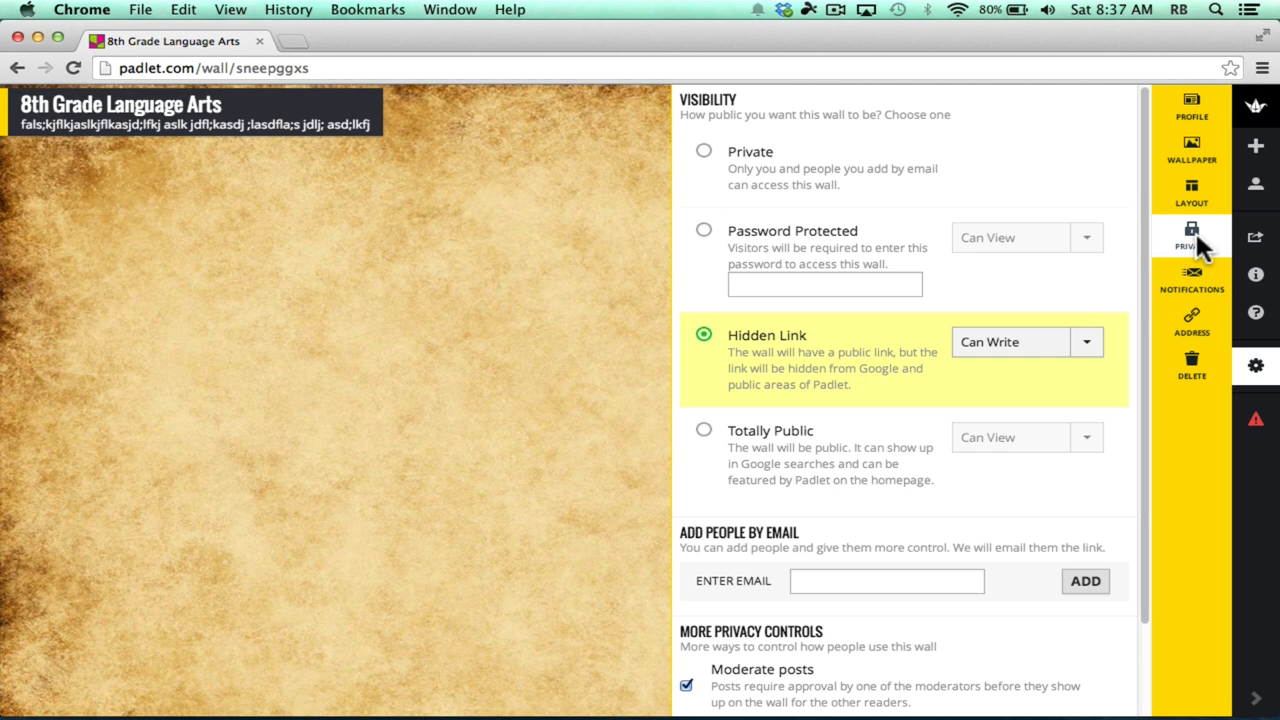 Chrome File Edit View History Bookmarks Window Help 80% Sat 8:37 AM RB
8th Grade Language Arts
padlet.com/wall/sneepggxs
8th Grade Language Arts
fals;kjflkjaslkjflkasjd;lfkj aslk jdfl;kasdj ;lasdfla;s jdlj; asd;lkfj
VISIBILITY
How public you want this wall to be? Choose one
Private
Only you and people you add by email
can access this wall.
Password Protected
Can View
Visitors will be required to enter this
password to access this wall.
Hidden Link
Can Write
The wall will have a public link, but the
link will be hidden from Google and
public areas of Padlet.
Totally Public
Can View
The wall will be public. It can show up
in Google searches and can be
featured by Padlet on the homepage.
ADD PEOPLE BY EMAIL
You can add people and give them more control. We will email them the link.
ENTER EMAIL
ADD
MORE PRIVACY CONTROLS
More ways to control how people use this wall
Moderate posts
Posts require approval by one of the moderators before they show
up on the wall for the other readers.
PROFILE
WALLPAPER
LAYOUT
NOTIFICATIONS
ADDRESS
DELETE